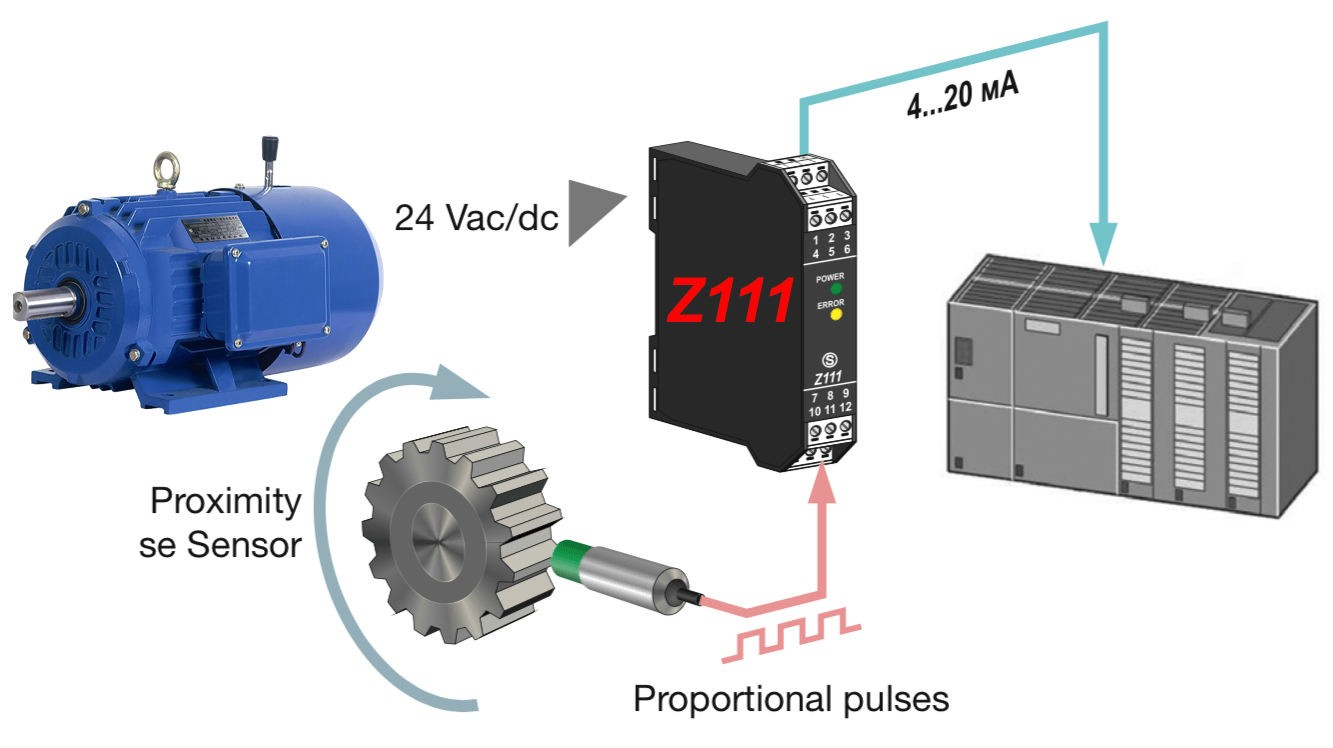 4...20 мА
24 Vac/dc
Z111
1 2 3
4 5 6
POWER
ERROR
S
Z111
7 8 9
10 11 12
Proximity
se Sensor
Proportional pulses